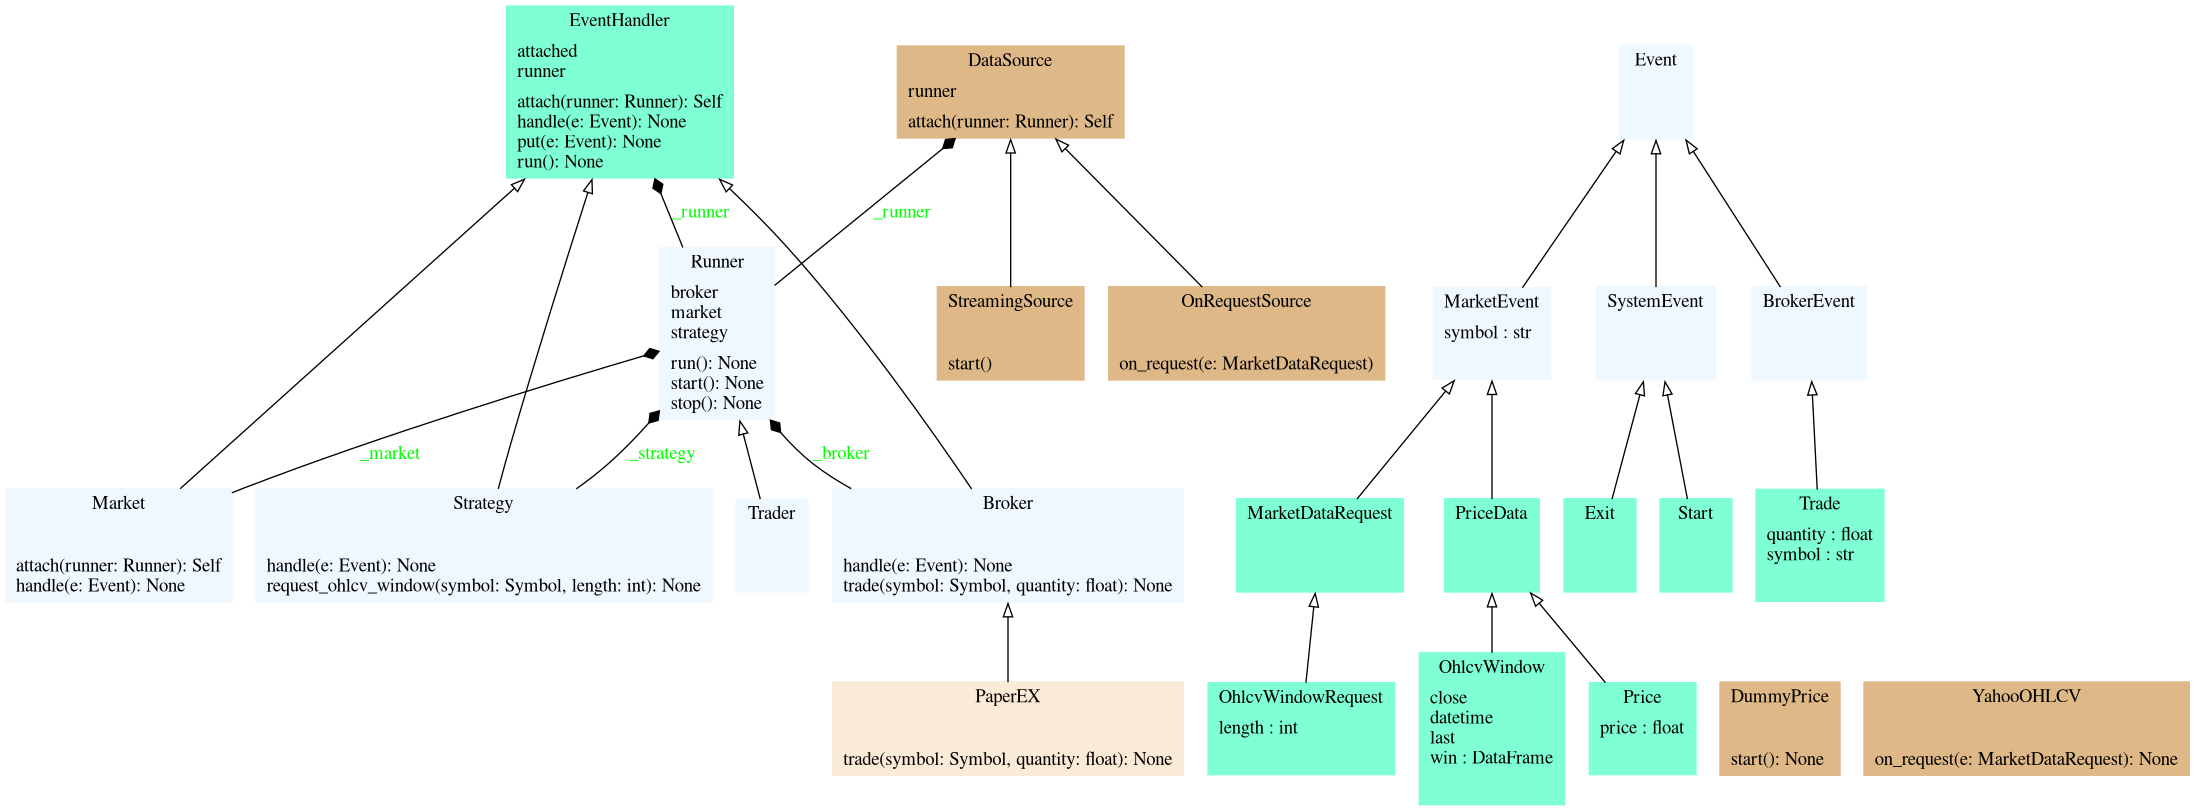 EventHandler
attached
runner
attach(runner: Runner): Self
handle(e: Event): None
put(e: Event): None
run(): None
DataSource
runner
attach(runner: Runner): Self
Event
_runner
_runner
Runner
broker
market
strategy
run(): None
start(): None
stop(): None
StreamingSource
start()
OnRequestSource
on_request(e: MarketDataRequest)
MarketEvent
symbol : str
SystemEvent
BrokerEvent
_market
_strategy
_broker
Market
attach(runner: Runner): Self
handle(e: Event): None
Strategy
handle(e: Event): None
request_ohlcv_window(symbol: Symbol, length: int): None
Trader
Broker
handle(e: Event): None
trade(symbol: Symbol, quantity: float): None
MarketDataRequest
PriceData
Exit
Start
Trade
quantity : float
symbol : str
PaperEX
trade(symbol: Symbol, quantity: float): None
OhlcvWindowRequest
length : int
OhlcvWindow
close
datetime
last
win : DataFrame
Price
price : float
DummyPrice
start(): None
YahooOHLCV
on_request(e: MarketDataRequest): None